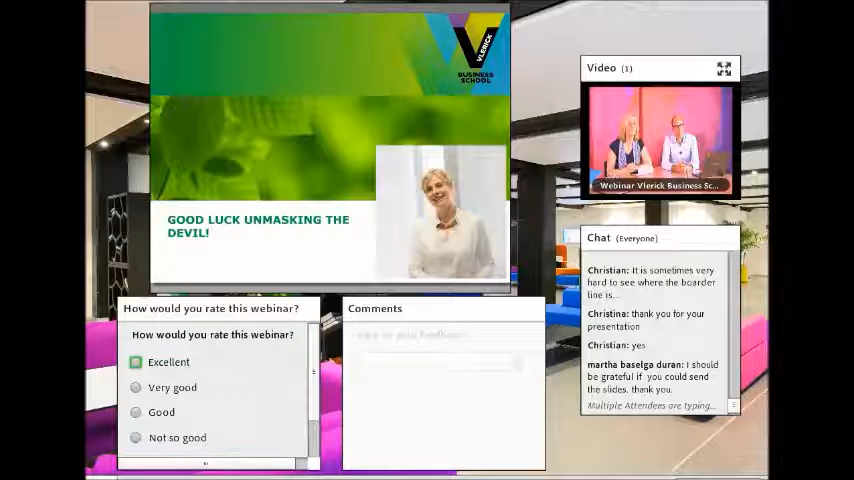 VLERICK
BUSINESS
SCHOOL
GOOD LUCK UNMASKING THE
DEVIL!
Video (1)
Webinar Vlerick Business Sc...
Chat (Everyone)
Christian: It is sometimes very
hard to see where the boarder
line is...
Christina: thank you for your
presentation
Christian: yes
martha baselga duran: I should
be grateful if you could send
the slides. thank you.
Multiple Attendees are typing...
How would you rate this webinar?
How would you rate this webinar?
Excellent
Very good
Good
Not so good
Comments